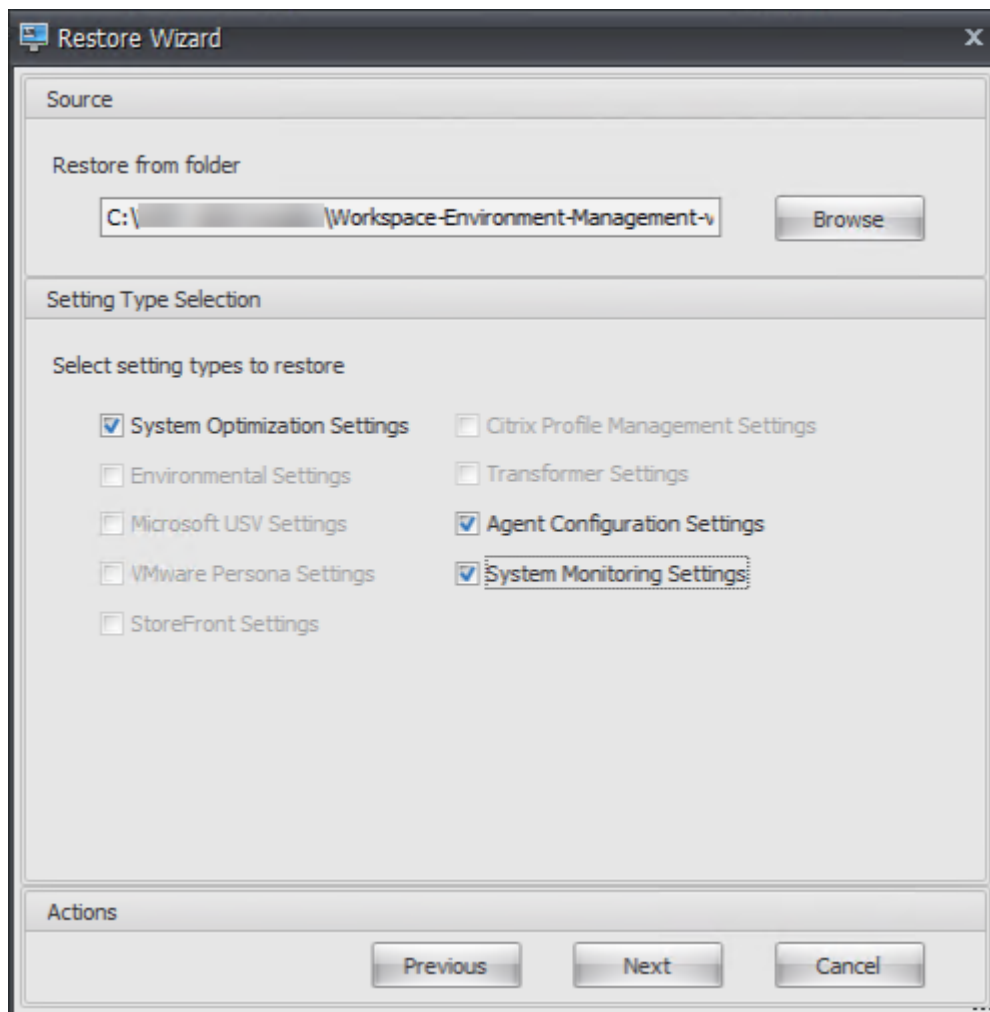 Restore Wizard
Source
Restore from folder
C:\ \Workspace-Environment-Management-v
Browse
Setting Type Selection
Select setting types to restore
System Optimization Settings
Citrix Profile Management Settings
Environmental Settings
Transformer Settings
Microsoft USV Settings
Agent Configuration Settings
VMware Persona Settings
System Monitoring Settings
StoreFront Settings
Actions
Previous
Next
Cancel